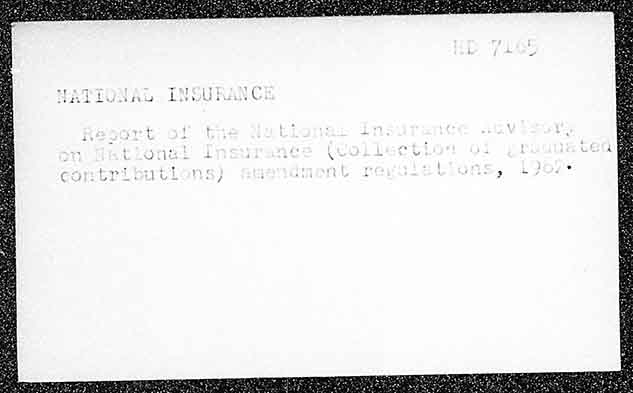 HD 7165
NATIONAL INSURANCE
Report of the National Insurance Advisory
on National Insurance (Collection of graduated
contributions) amendment regulations, 1962.